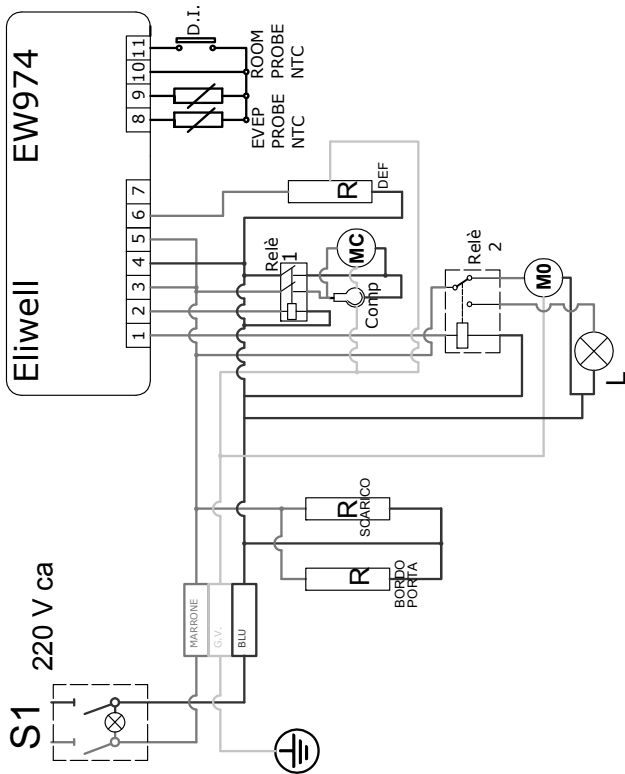 Eliwell EW974
1 2 3 4 5 6 7 8 9 10 11
D.I.
EVEP
PROBE
NTC
ROOM
PROBE
NTC
R
DEF
Relè
1
MC
Comp
Relè
2
M0
L
R
SCARICO
R
BORDO
PORTA
MARRONE
G.V.
BLU
S1
220 V ca